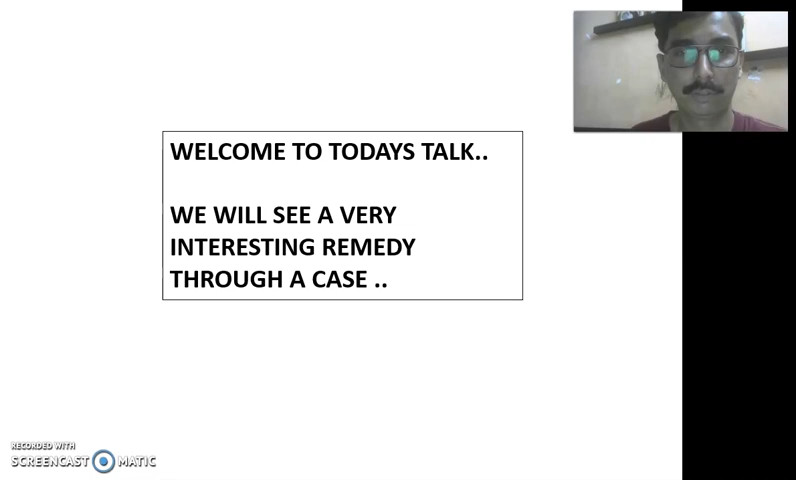 WELCOME TO TODAYS TALK..
WE WILL SEE A VERY
INTERESTING REMEDY
THROUGH A CASE ..
RECORDED WITH
SCREENCAST MATIC